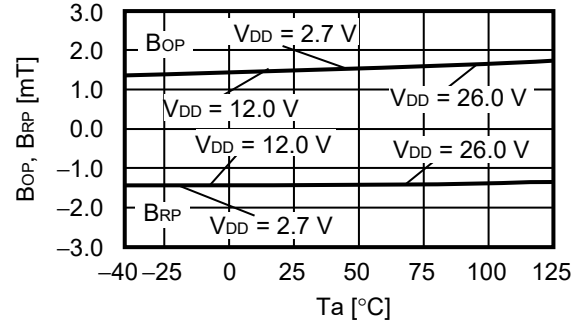 3.0
2.0
1.0
0.0
−1.0
−2.0
−3.0
BOP, BRP [mT]
BOP
VDD = 2.7 V
VDD = 12.0 V
VDD = 26.0 V
VDD = 12.0 V
VDD = 26.0 V
BRP
VDD = 2.7 V
−40 −25 0 25 50 75 100 125
Ta [°C]